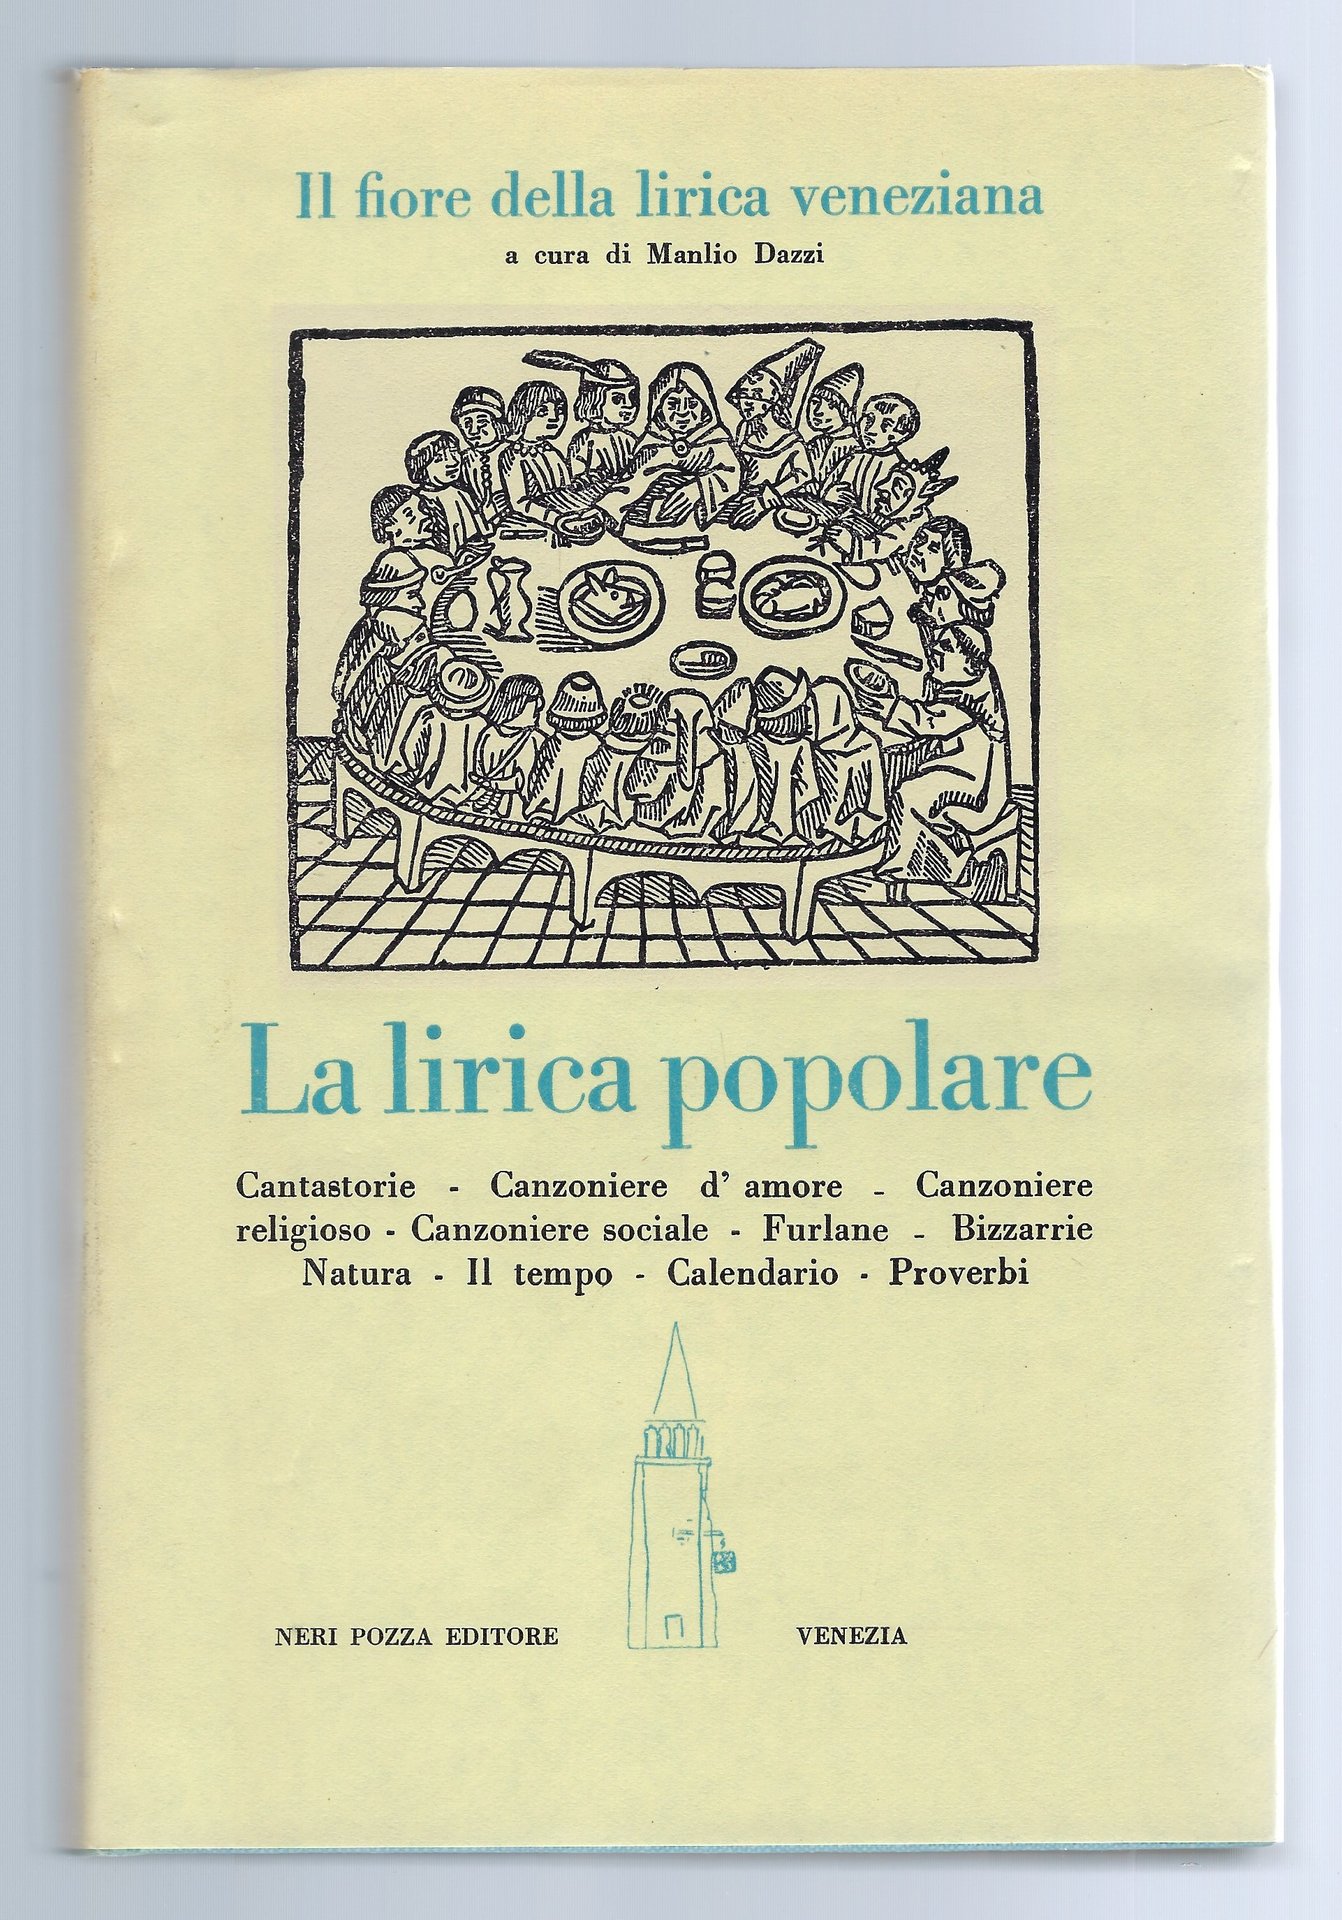 Il fiore della lirica veneziana
a cura di Manlio Dazzi
La lirica popolare
Cantastorie - Canzoniere d' amore - Canzoniere
religioso - Canzoniere sociale - Furlane - Bizzarrie
Natura - Il tempo - Calendario - Proverbi
NERI POZZA EDITORE VENEZIA